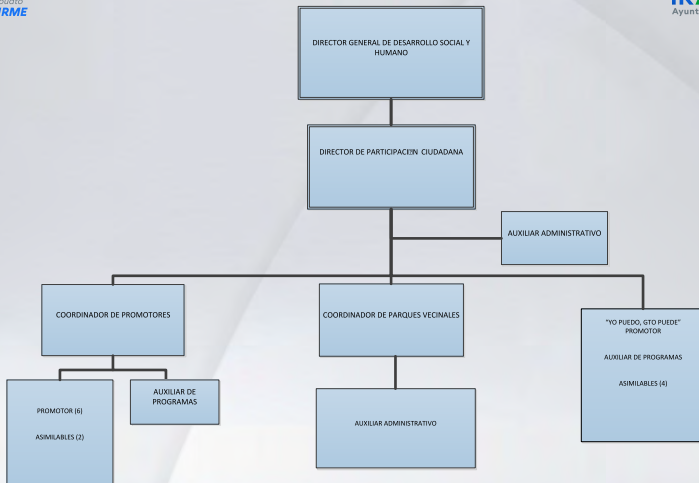 IRME
Ayunt
DIRECTOR GENERAL DE DESARROLLO SOCIAL Y
HUMANO
DIRECTOR DE PARTICIPACI⍰N CIUDADANA
AUXILIAR ADMINISTRATIVO
COORDINADOR DE PROMOTORES
COORDINADOR DE PARQUES VECINALES
"YO PUEDO, GTO PUEDE"
PROMOTOR
AUXILIAR DE PROGRAMAS
ASIMILABLES (4)
AUXILIAR DE
PROGRAMAS
PROMOTOR (6)
ASIMILABLES (2)
AUXILIAR ADMINISTRATIVO